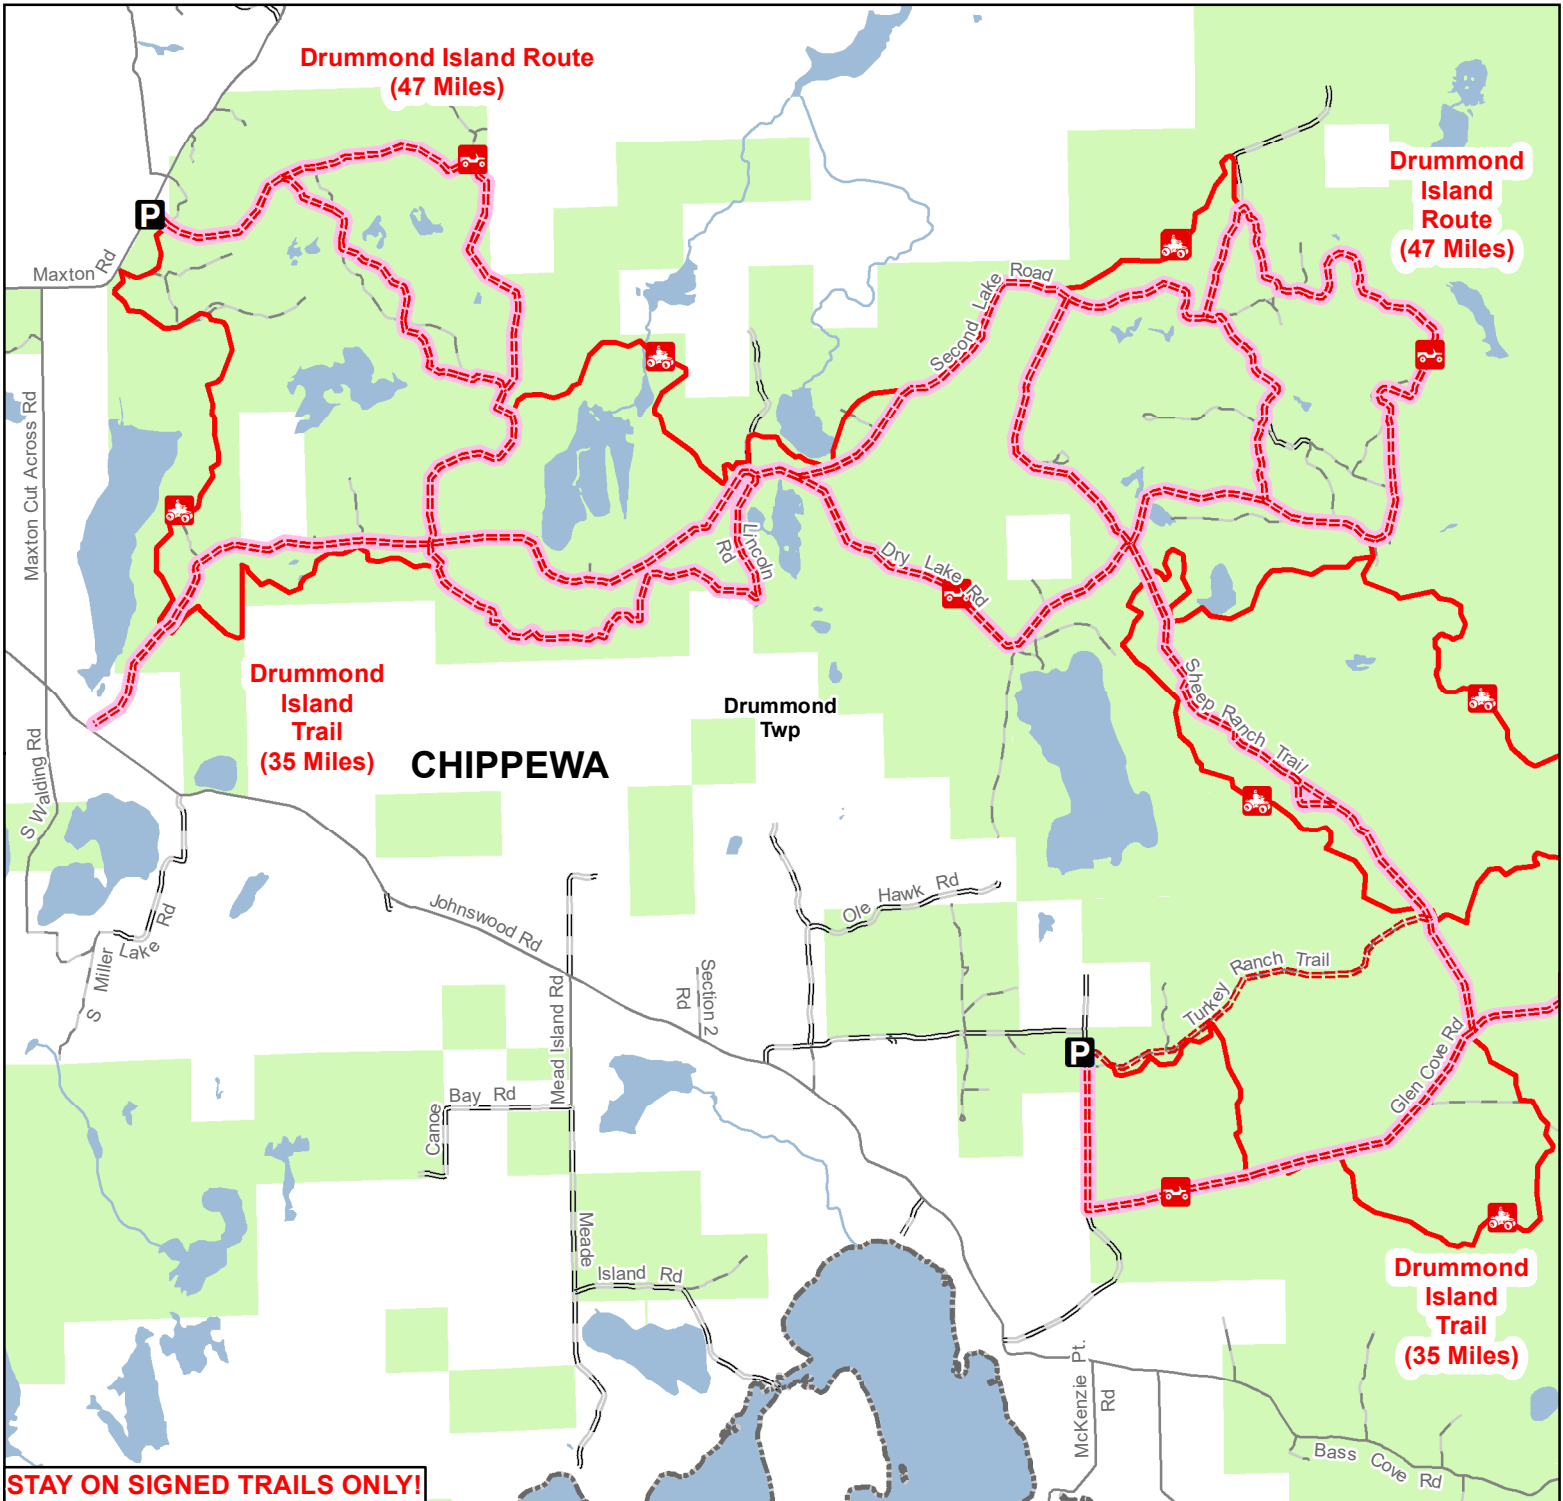 Drummond Island Route
(47 Miles)
Drummond
Island
Route
(47 Miles)
P
Maxton Rd
Second Lake Road
Maxton Cut Across Rd
Lincoln
Rd
Dry Lake Rd
Drummond
Island
Trail
(35 Miles)
Drummond
Twp
CHIPPEWA
Sheep Ranch Trail
S Walding Rd
Johnswood Rd
Ole Hawk Rd
S Miller Lake Rd
Section 2
Rd
Mead Island Rd
Turkey Ranch Trail
P
Glen Cove Rd
Canoe Bay Rd
Meade Island Rd
Drummond
Island
Trail
(35 Miles)
McKenzie Pt.
Rd
Bass Cove Rd
STAY ON SIGNED TRAILS ONLY!